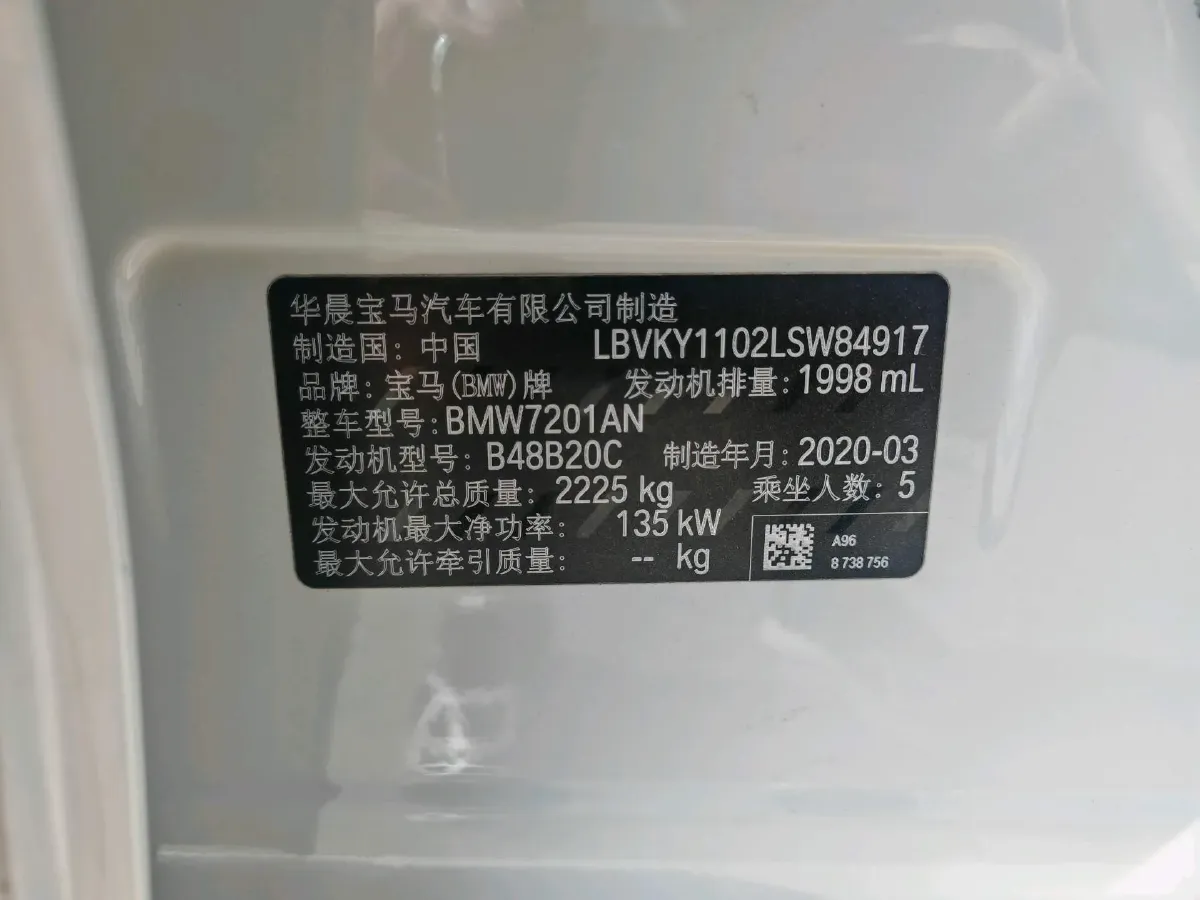 华晨宝马汽车有限公司制造
制造国：中国 LBVKY1102LSW84917
品牌：宝马(BMW)牌 发动机排量：1998 mL
整车型号：BMW7201AN
发动机型号：B48B20C 制造年月：2020-03
最大允许总质量：2225 kg 乘坐人数：5
发动机最大净功率：135 kW
最大允许牵引质量：-- kg
A96
8 738 756